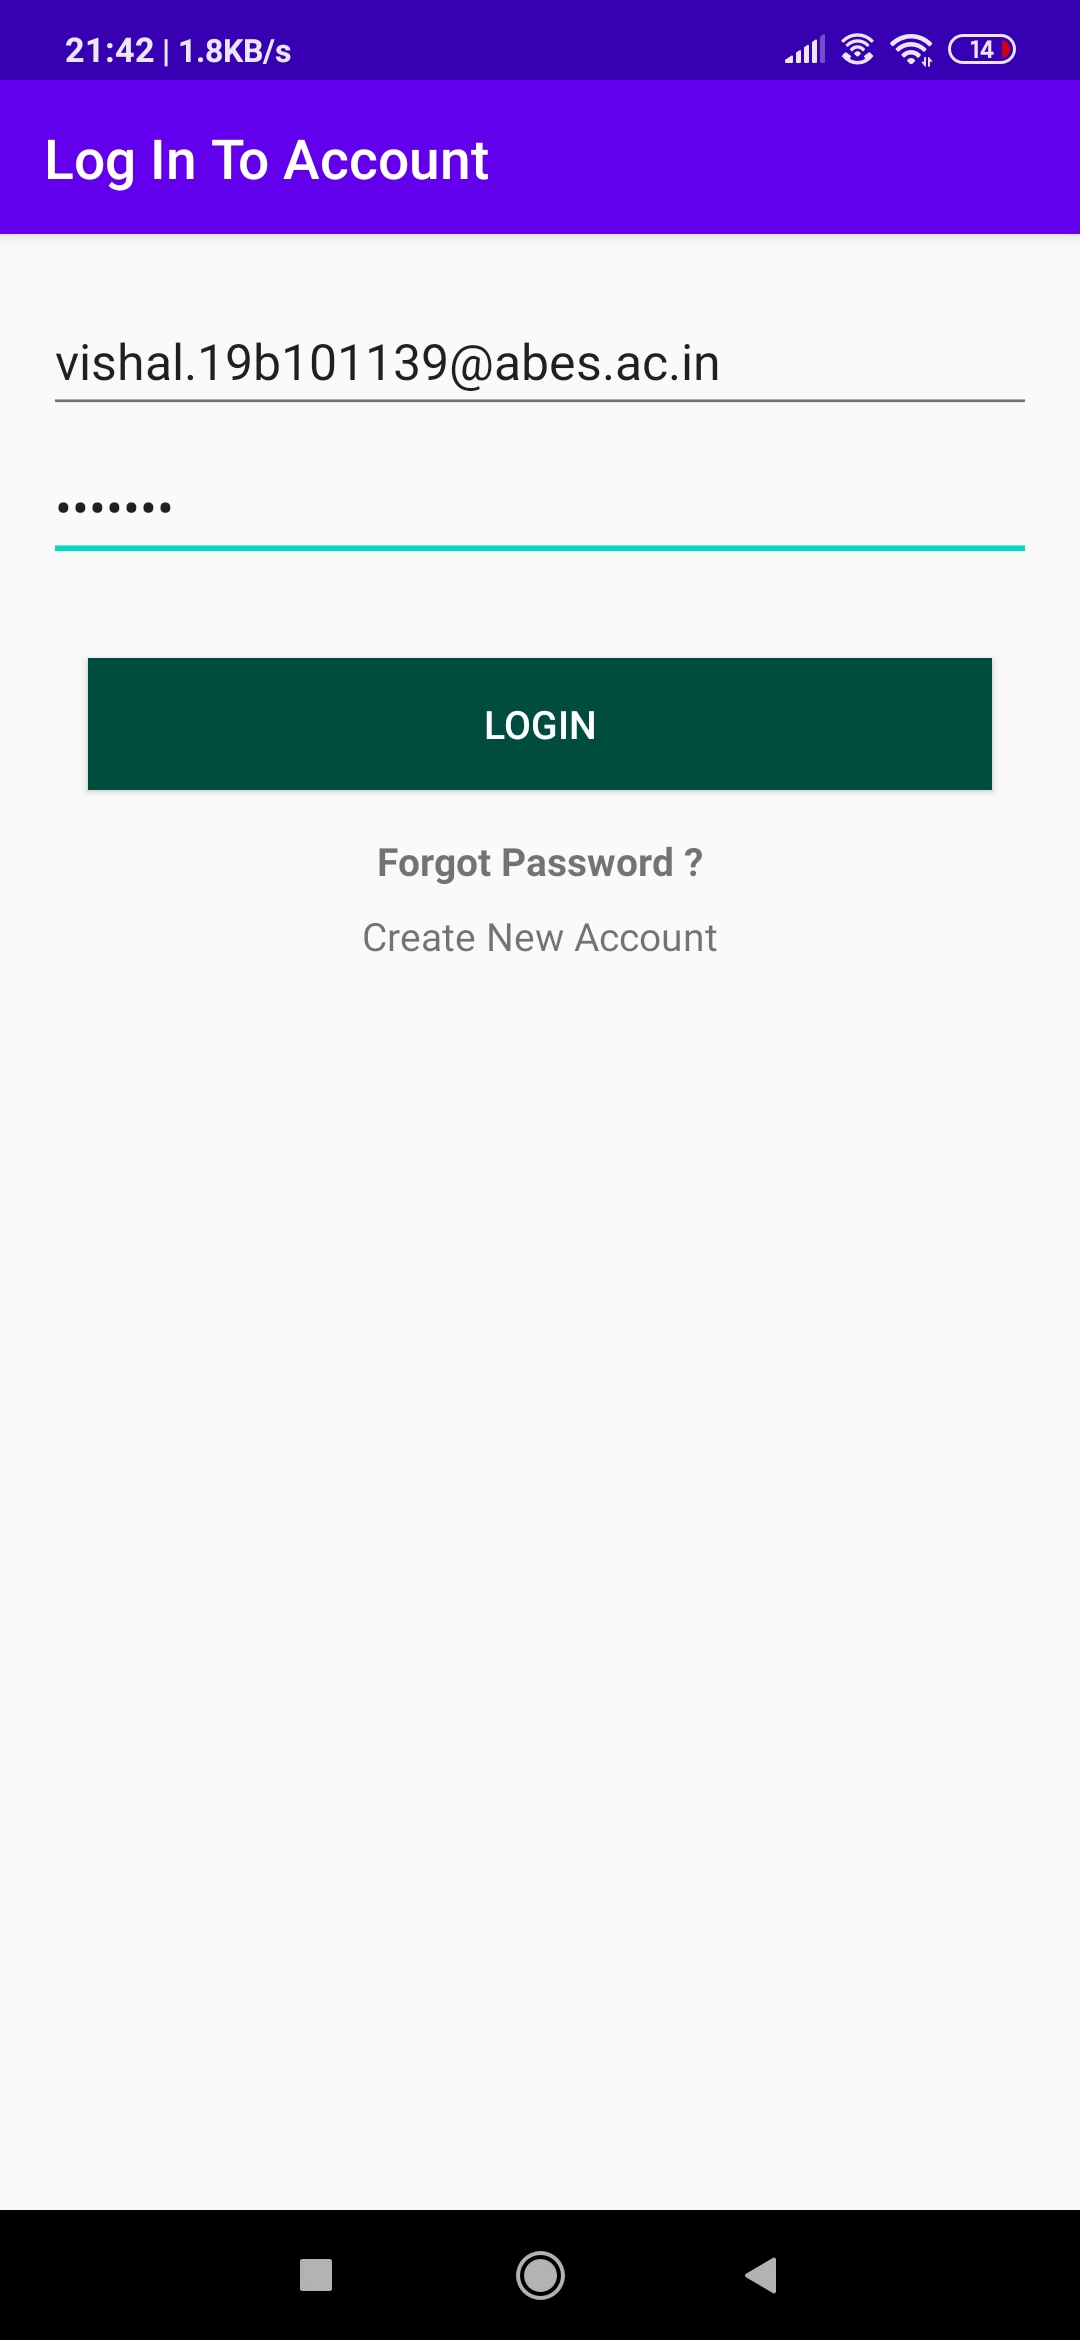 21:42 | 1.8KB/s 14
Log In To Account
vishal.19b101139@abes.ac.in
•••••••
LOGIN
Forgot Password ?
Create New Account